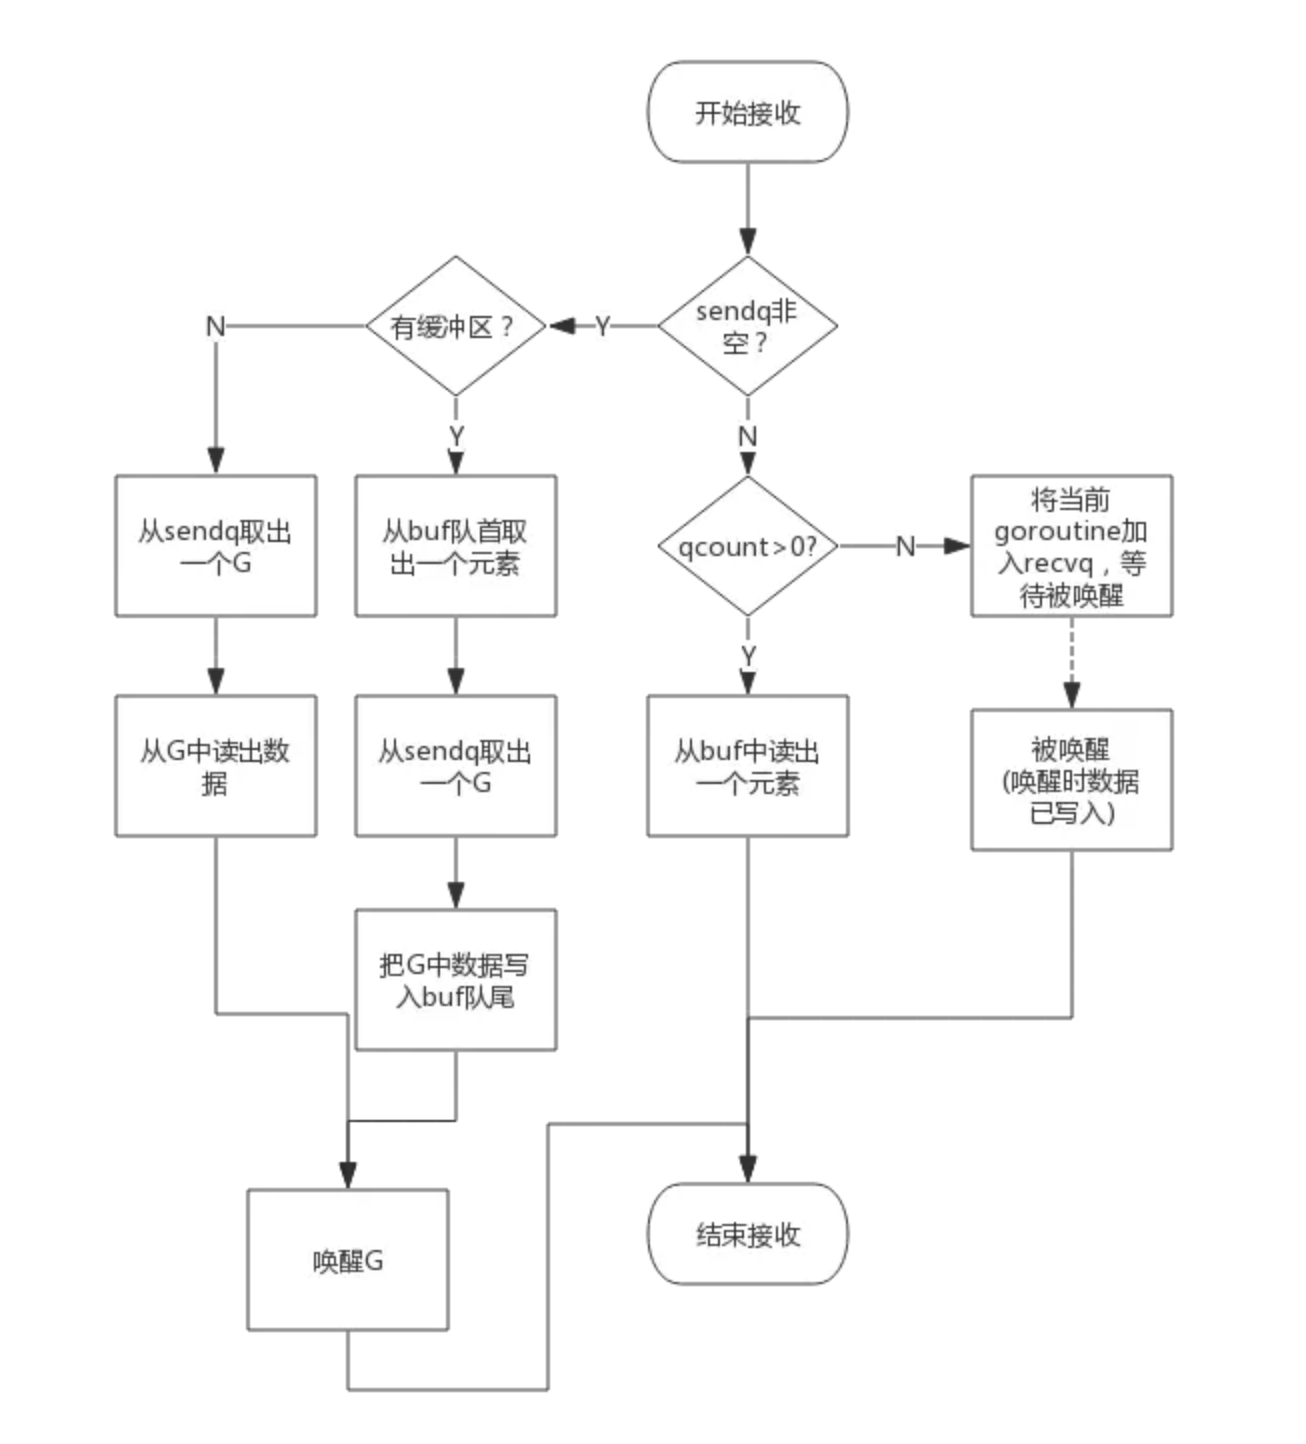 开始接收
sendq非
空？
Y
有缓冲区？
N
Y
N
从sendq取出
一个G
从buf队首取
出一个元素
qcount>0?
N
将当前
goroutine加
入recvq，等
待被唤醒
Y
从G中读出数
据
从sendq取出
一个G
从buf中读出
一个元素
被唤醒
(唤醒时数据
已写入)
把G中数据写
入buf队尾
唤醒G
结束接收